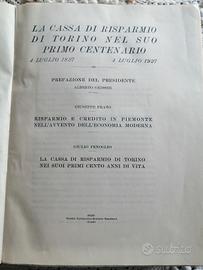 LA CASSA DI RISPARMIO
DI TORINO NEL SUO
PRIMO CENTENARIO
4 LUGLIO 1827 4 LUGLIO 1927
PREFAZIONE DEL PRESIDENTE
ALBERTO GEISSER
GIUSEPPE PRATO
RISPARMIO E CREDITO IN PIEMONTE
NELL'AVVENTO DELL'ECONOMIA MODERNA
GIULIO FENOGLIO
LA CASSA DI RISPARMIO DI TORINO
NEI SUOI PRIMI CENTO ANNI DI VITA
subito